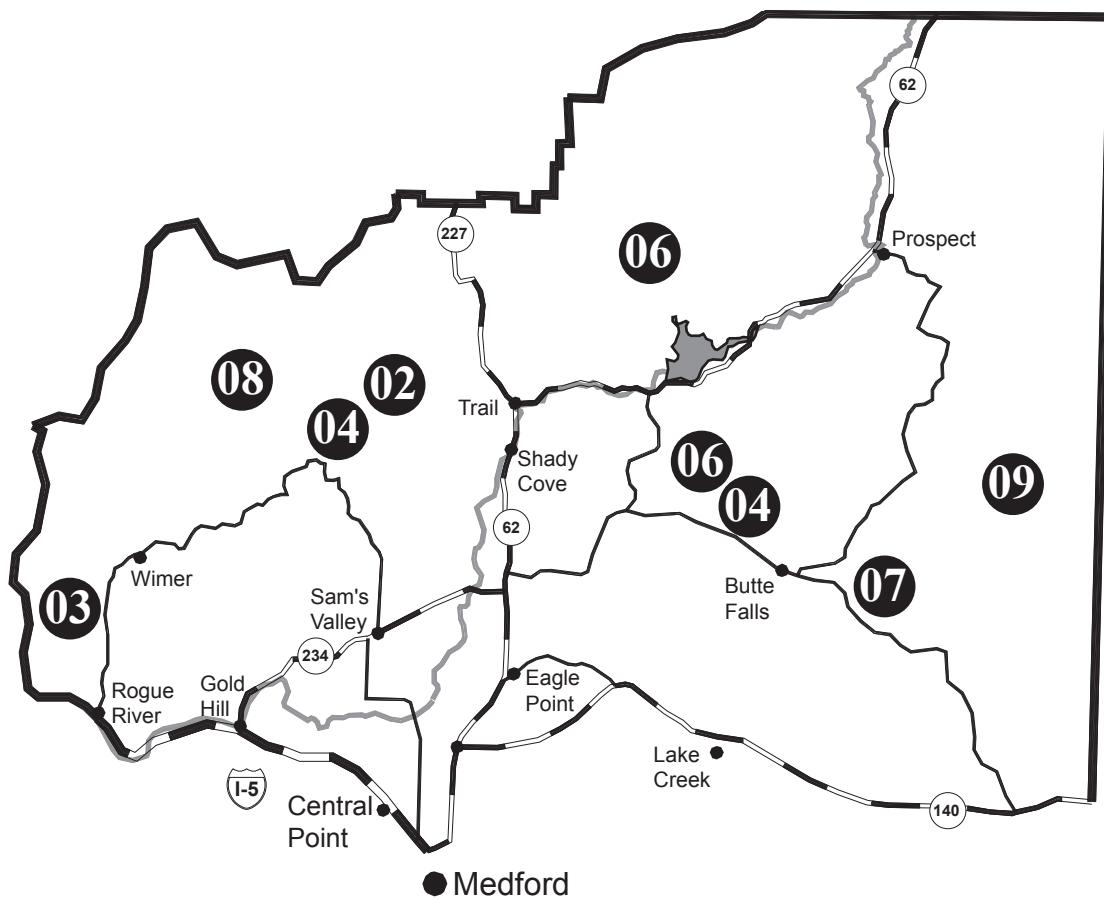 62
227
Prospect
06
08
02
Trail
04
Shady
Cove
06
09
04
62
Wimer
Butte
Falls
07
03
Sam's
Valley
234
Eagle
Point
Rogue
River
Gold
Hill
Lake
Creek
I-5
Central
Point
140
Medford